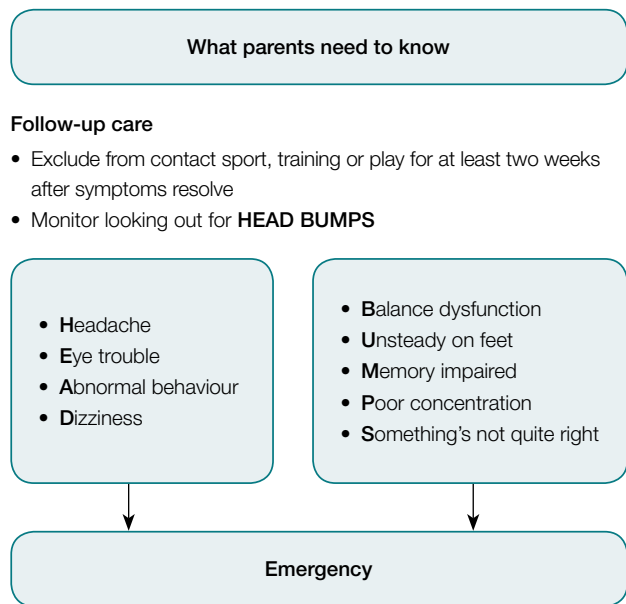 What parents need to know
Follow-up care
• Exclude from contact sport, training or play for at least two weeks
after symptoms resolve
• Monitor looking out for HEAD BUMPS
• Headache
• Eye trouble
• Abnormal behaviour
• Dizziness
• Balance dysfunction
• Unsteady on feet
• Memory impaired
• Poor concentration
• Something's not quite right
Emergency